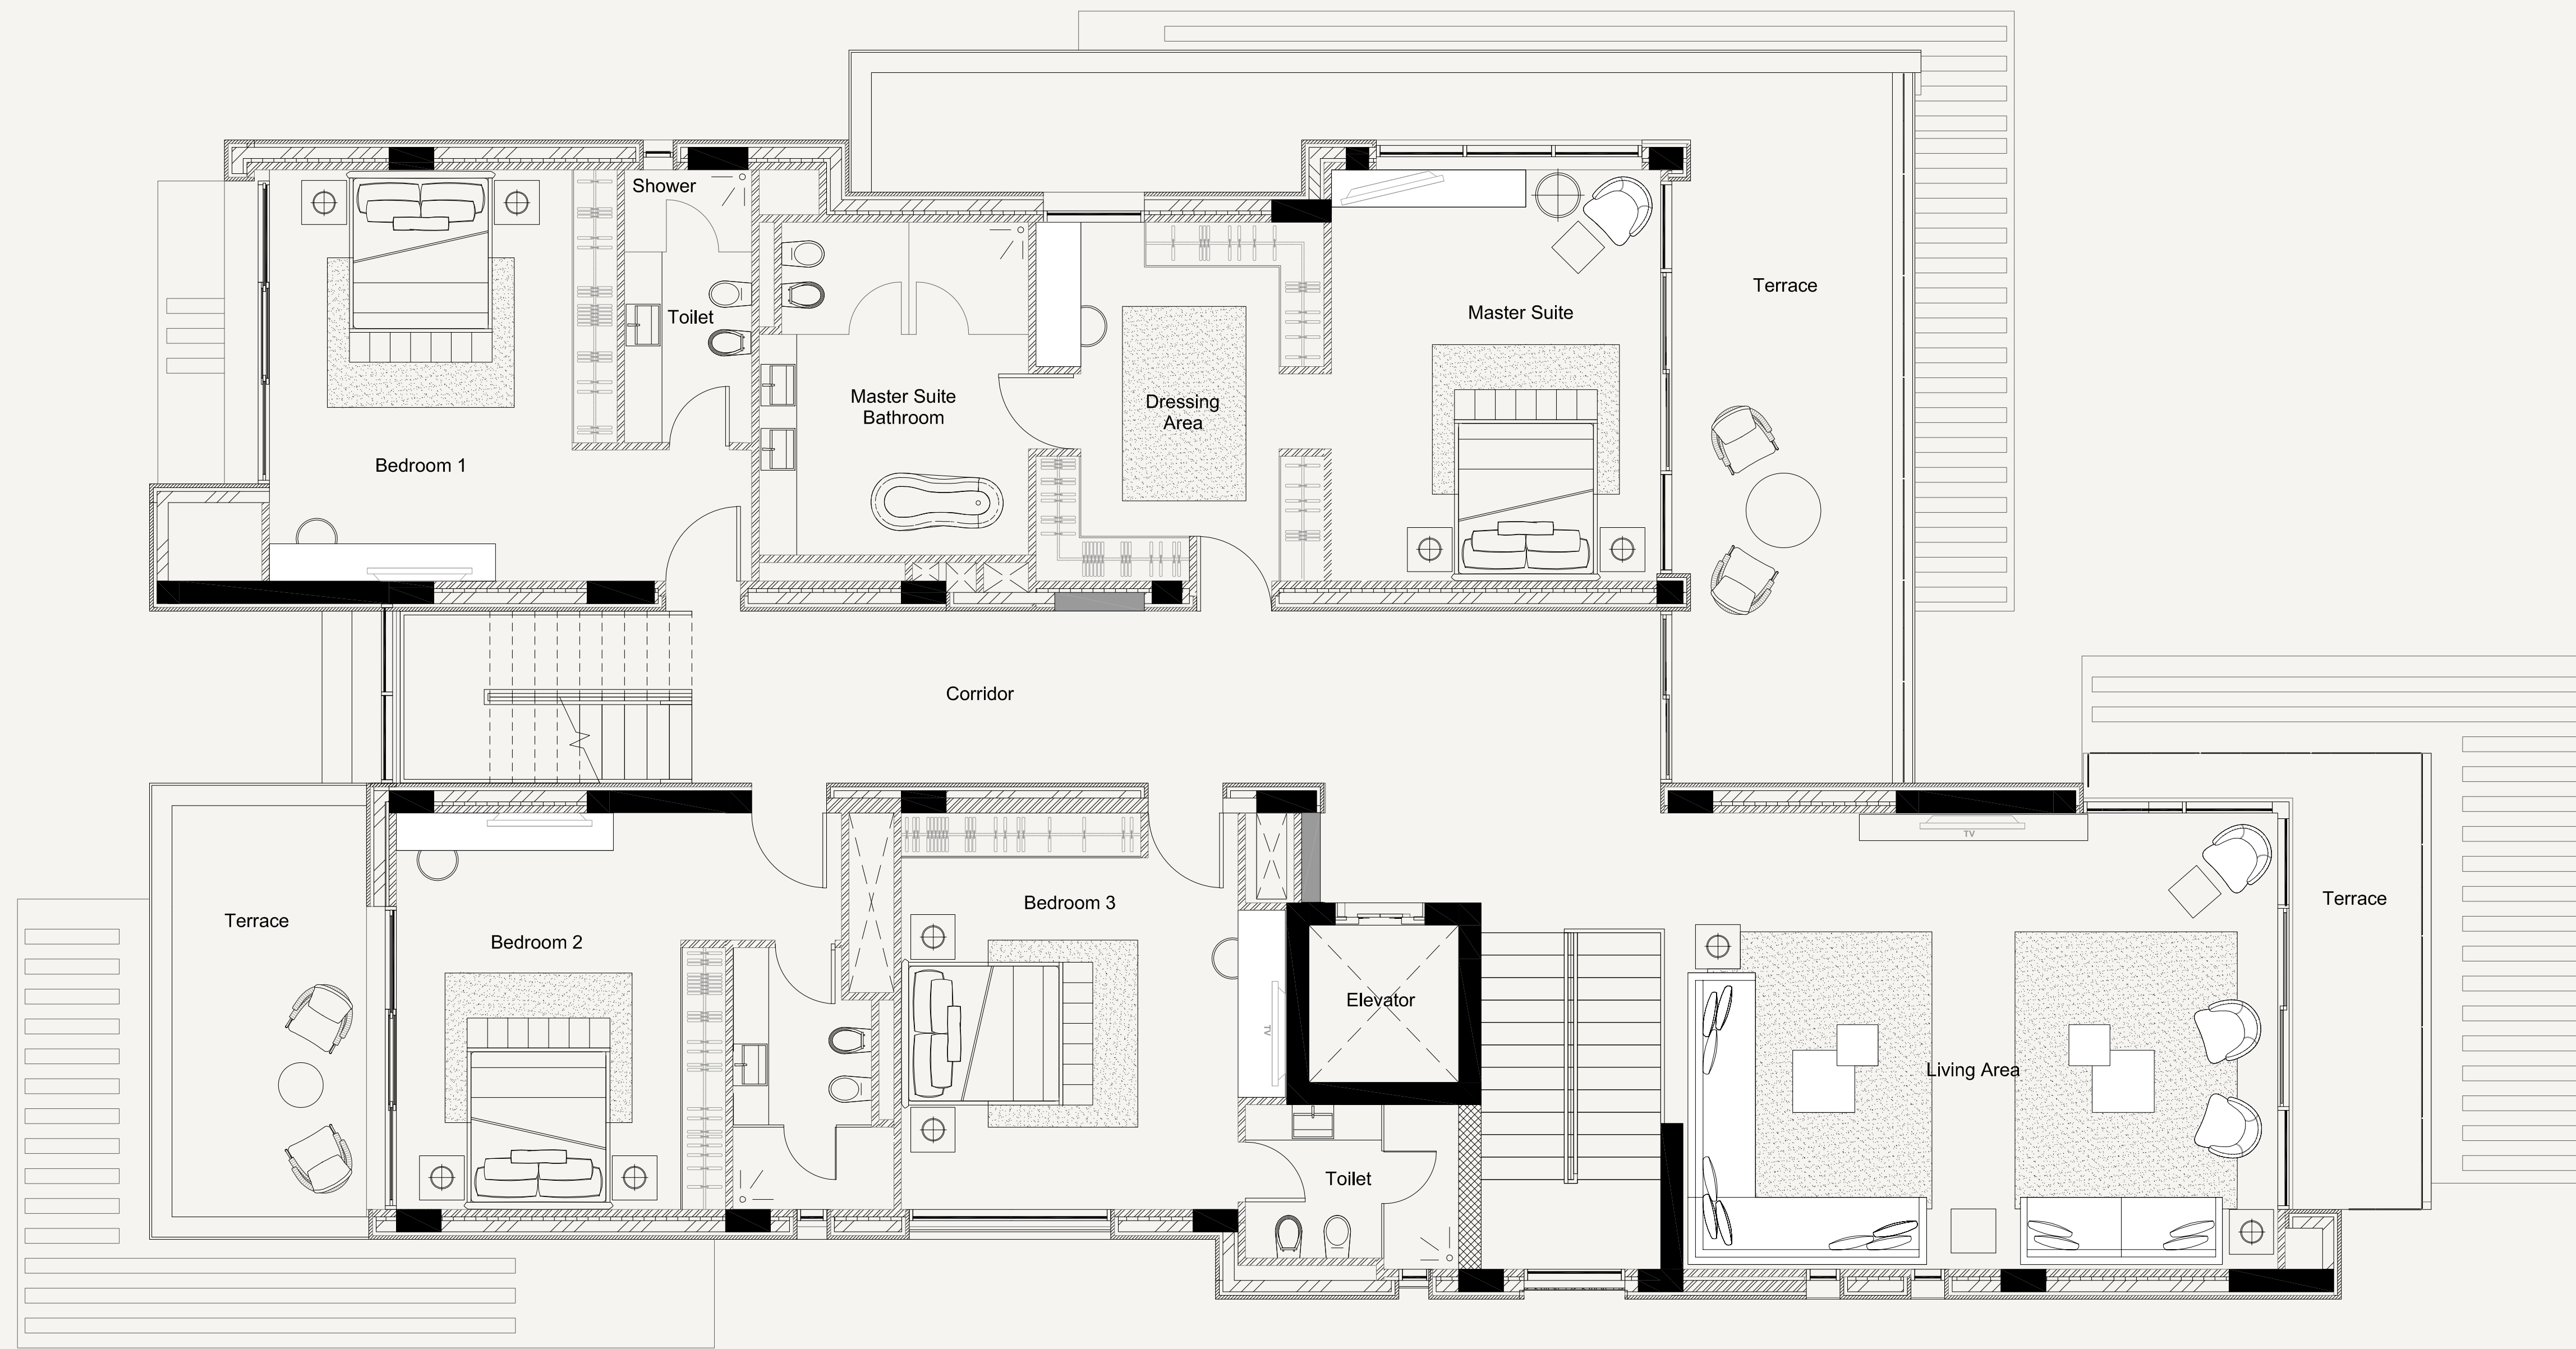 Shower
Toilet
Bedroom 1
Master Suite
Bathroom
Dressing
Area
Master Suite
Terrace
Corridor
Terrace
Bedroom 2
Bedroom 3
TV
Elevator
Toilet
TV
Living Area
Terrace